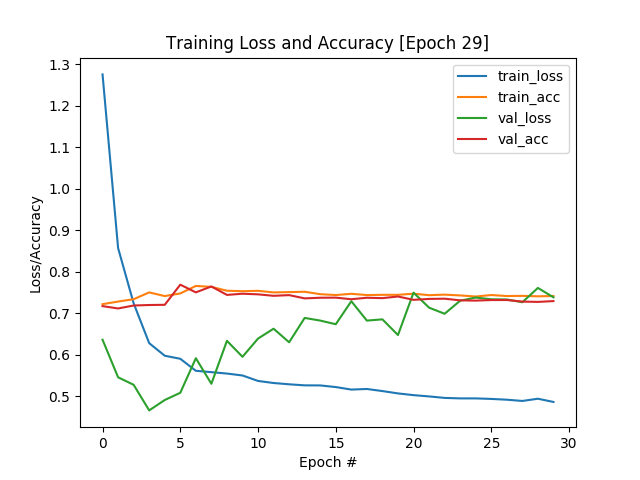 Training Loss and Accuracy [Epoch 29]
1.3
1.2
1.1
1.0
0.9
0.8
0.7
0.6
0.5
Loss/Accuracy
train_loss
train_acc
val_loss
val_acc
0 5 10 15 20 25 30
Epoch #